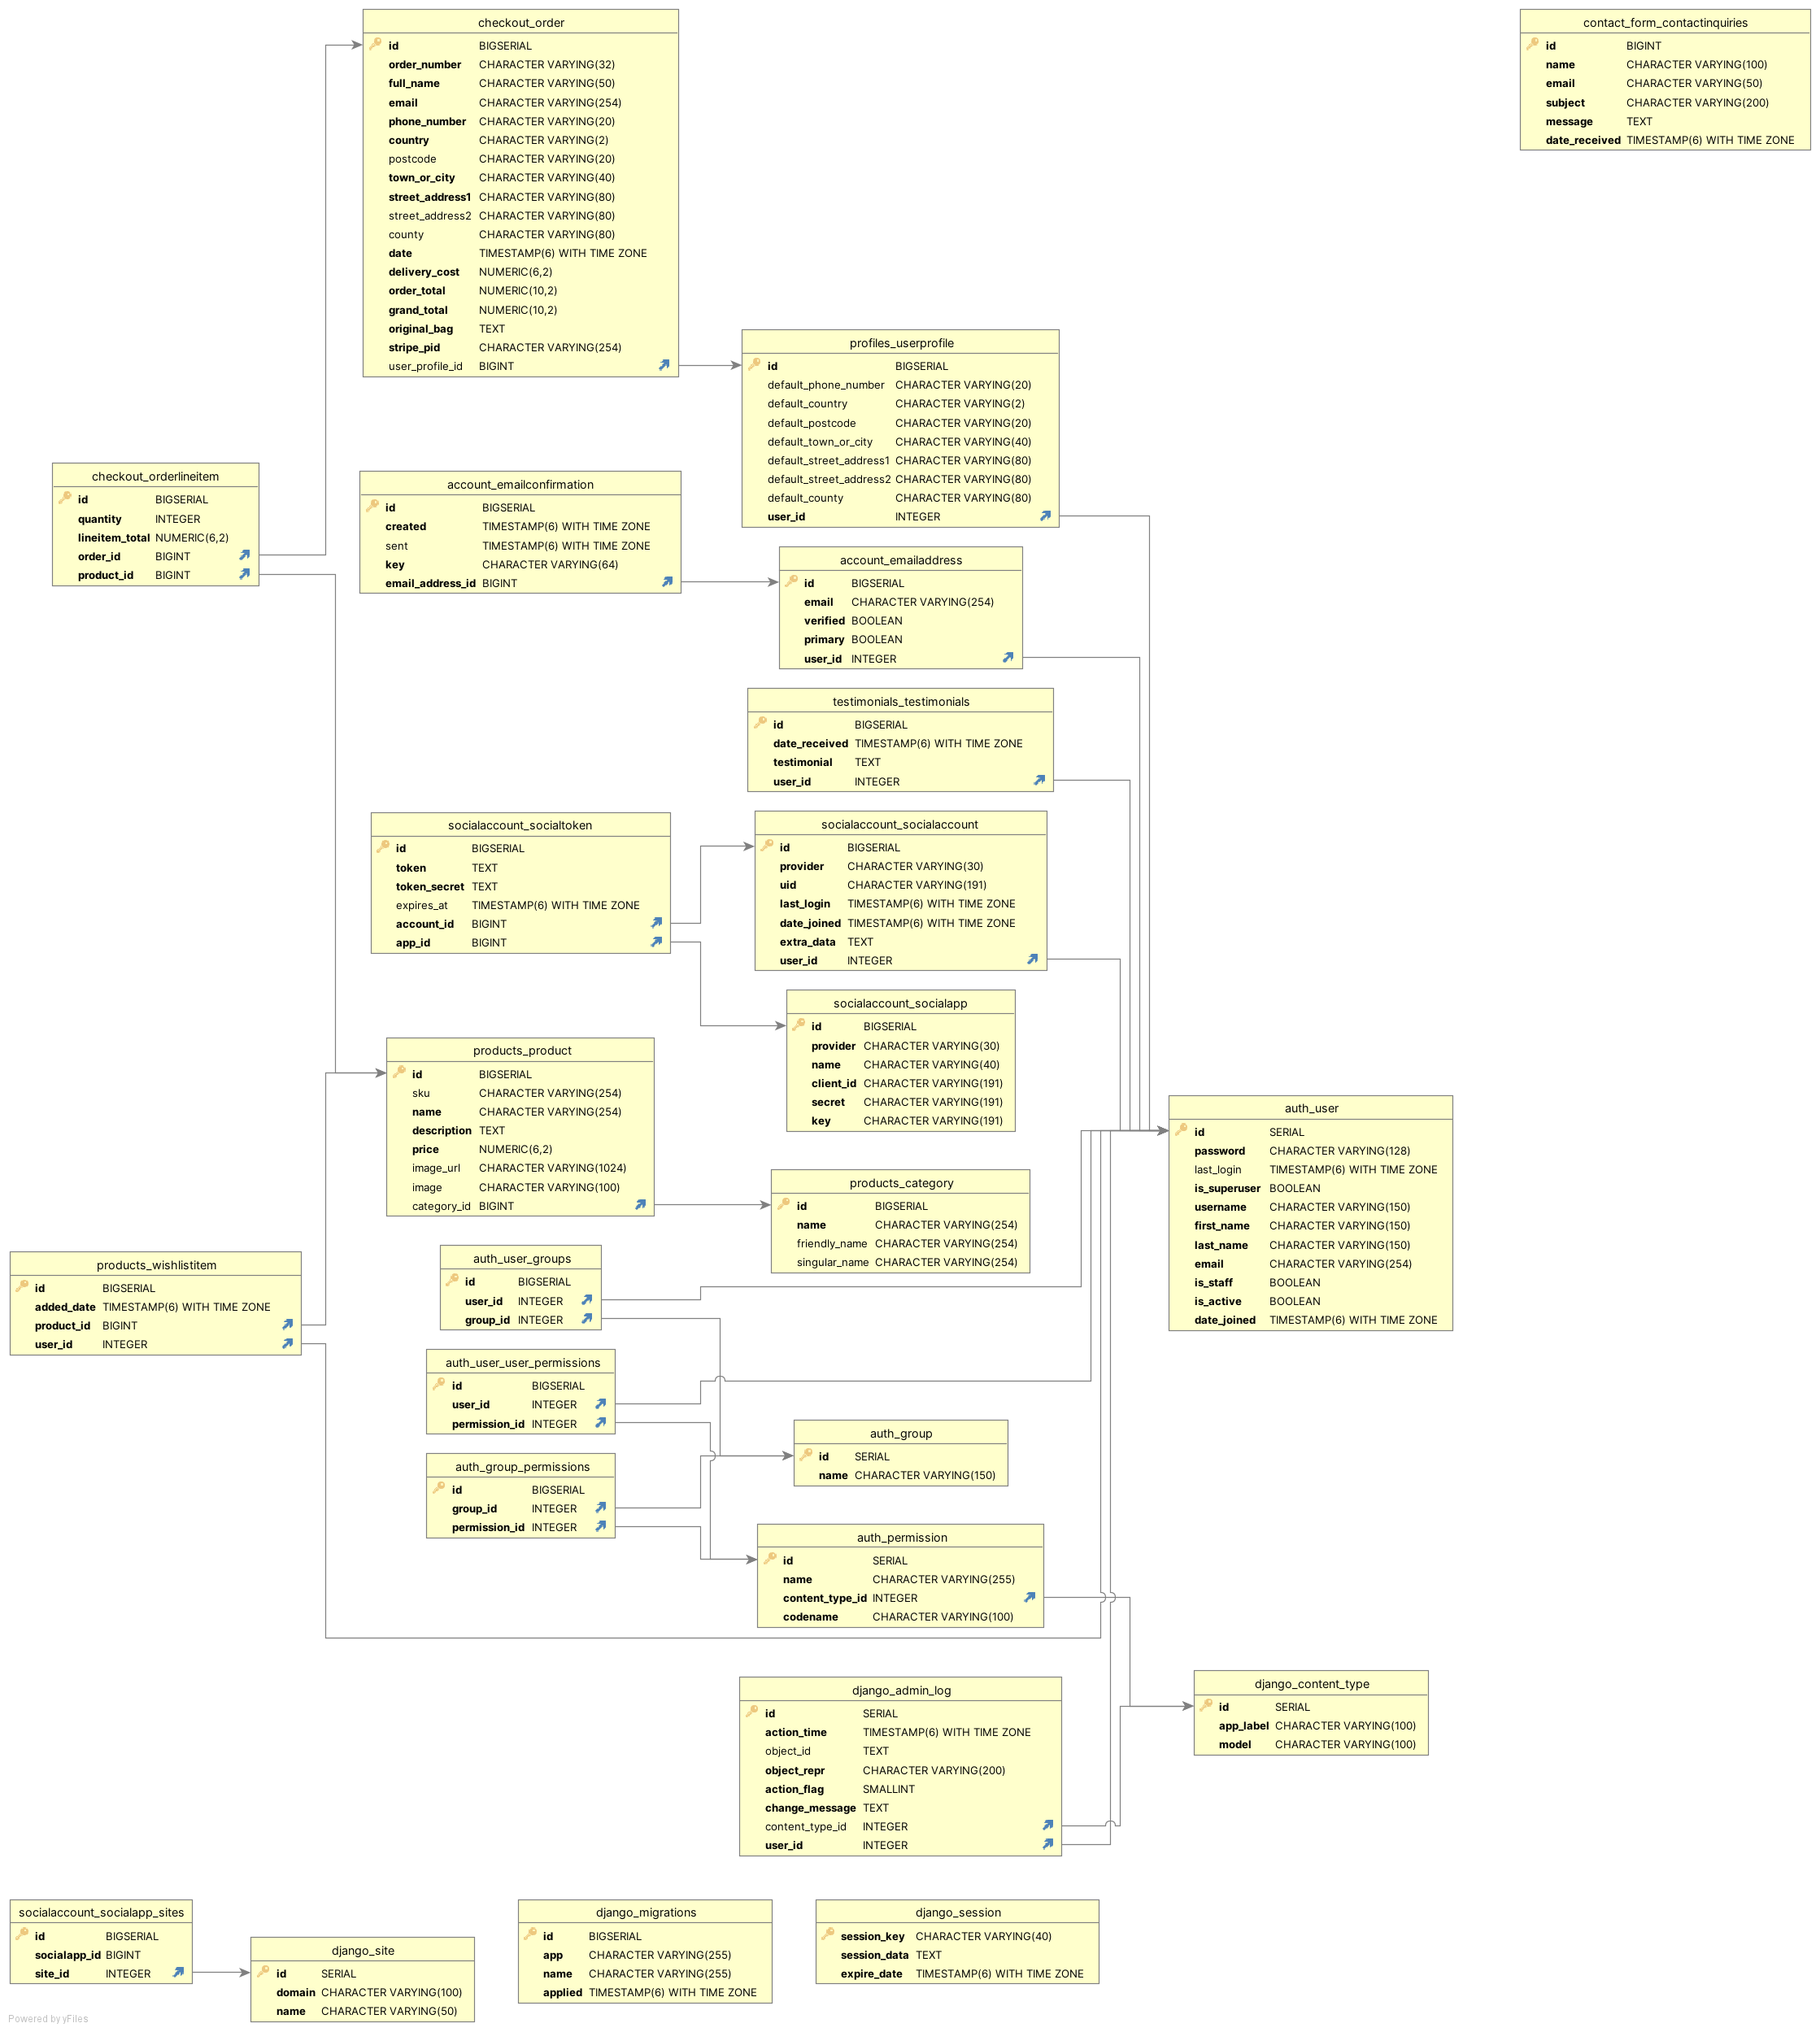 checkout_order
id BIGSERIAL
order_number CHARACTER VARYING(32)
full_name CHARACTER VARYING(50)
email CHARACTER VARYING(254)
phone_number CHARACTER VARYING(20)
country CHARACTER VARYING(2)
postcode CHARACTER VARYING(20)
town_or_city CHARACTER VARYING(40)
street_address1 CHARACTER VARYING(80)
street_address2 CHARACTER VARYING(80)
county CHARACTER VARYING(80)
date TIMESTAMP(6) WITH TIME ZONE
delivery_cost NUMERIC(6,2)
order_total NUMERIC(10,2)
grand_total NUMERIC(10,2)
original_bag TEXT
stripe_pid CHARACTER VARYING(254)
user_profile_id BIGINT
contact_form_contactinquiries
id BIGINT
name CHARACTER VARYING(100)
email CHARACTER VARYING(50)
subject CHARACTER VARYING(200)
message TEXT
date_received TIMESTAMP(6) WITH TIME ZONE
profiles_userprofile
id BIGSERIAL
default_phone_number CHARACTER VARYING(20)
default_country CHARACTER VARYING(2)
default_postcode CHARACTER VARYING(20)
default_town_or_city CHARACTER VARYING(40)
default_street_address1 CHARACTER VARYING(80)
default_street_address2 CHARACTER VARYING(80)
default_county CHARACTER VARYING(80)
user_id INTEGER
checkout_orderlineitem
id BIGSERIAL
quantity INTEGER
lineitem_total NUMERIC(6,2)
order_id BIGINT
product_id BIGINT
account_emailconfirmation
id BIGSERIAL
created TIMESTAMP(6) WITH TIME ZONE
sent TIMESTAMP(6) WITH TIME ZONE
key CHARACTER VARYING(64)
email_address_id BIGINT
account_emailaddress
id BIGSERIAL
email CHARACTER VARYING(254)
verified BOOLEAN
primary BOOLEAN
user_id INTEGER
testimonials_testimonials
id BIGSERIAL
date_received TIMESTAMP(6) WITH TIME ZONE
testimonial TEXT
user_id INTEGER
socialaccount_socialtoken
id BIGSERIAL
token TEXT
token_secret TEXT
expires_at TIMESTAMP(6) WITH TIME ZONE
account_id BIGINT
app_id BIGINT
socialaccount_socialaccount
id BIGSERIAL
provider CHARACTER VARYING(30)
uid CHARACTER VARYING(191)
last_login TIMESTAMP(6) WITH TIME ZONE
date_joined TIMESTAMP(6) WITH TIME ZONE
extra_data TEXT
user_id INTEGER
socialaccount_socialapp
id BIGSERIAL
provider CHARACTER VARYING(30)
name CHARACTER VARYING(40)
client_id CHARACTER VARYING(191)
secret CHARACTER VARYING(191)
key CHARACTER VARYING(191)
products_product
id BIGSERIAL
sku CHARACTER VARYING(254)
name CHARACTER VARYING(254)
description TEXT
price NUMERIC(6,2)
image_url CHARACTER VARYING(1024)
image CHARACTER VARYING(100)
category_id BIGINT
auth_user
id SERIAL
password CHARACTER VARYING(128)
last_login TIMESTAMP(6) WITH TIME ZONE
is_superuser BOOLEAN
username CHARACTER VARYING(150)
first_name CHARACTER VARYING(150)
last_name CHARACTER VARYING(150)
email CHARACTER VARYING(254)
is_staff BOOLEAN
is_active BOOLEAN
date_joined TIMESTAMP(6) WITH TIME ZONE
products_category
id BIGSERIAL
name CHARACTER VARYING(254)
friendly_name CHARACTER VARYING(254)
singular_name CHARACTER VARYING(254)
products_wishlistitem
id BIGSERIAL
added_date TIMESTAMP(6) WITH TIME ZONE
product_id BIGINT
user_id INTEGER
auth_user_groups
id BIGSERIAL
user_id INTEGER
group_id INTEGER
auth_user_user_permissions
id BIGSERIAL
user_id INTEGER
permission_id INTEGER
auth_group
id SERIAL
name CHARACTER VARYING(150)
auth_group_permissions
id BIGSERIAL
group_id INTEGER
permission_id INTEGER
auth_permission
id SERIAL
name CHARACTER VARYING(255)
content_type_id INTEGER
codename CHARACTER VARYING(100)
django_admin_log
id SERIAL
action_time TIMESTAMP(6) WITH TIME ZONE
object_id TEXT
object_repr CHARACTER VARYING(200)
action_flag SMALLINT
change_message TEXT
content_type_id INTEGER
user_id INTEGER
django_content_type
id SERIAL
app_label CHARACTER VARYING(100)
model CHARACTER VARYING(100)
socialaccount_socialapp_sites
id BIGSERIAL
socialapp_id BIGINT
site_id INTEGER
django_site
id SERIAL
domain CHARACTER VARYING(100)
name CHARACTER VARYING(50)
django_migrations
id BIGSERIAL
app CHARACTER VARYING(255)
name CHARACTER VARYING(255)
applied TIMESTAMP(6) WITH TIME ZONE
django_session
session_key CHARACTER VARYING(40)
session_data TEXT
expire_date TIMESTAMP(6) WITH TIME ZONE
Powered by yFiles